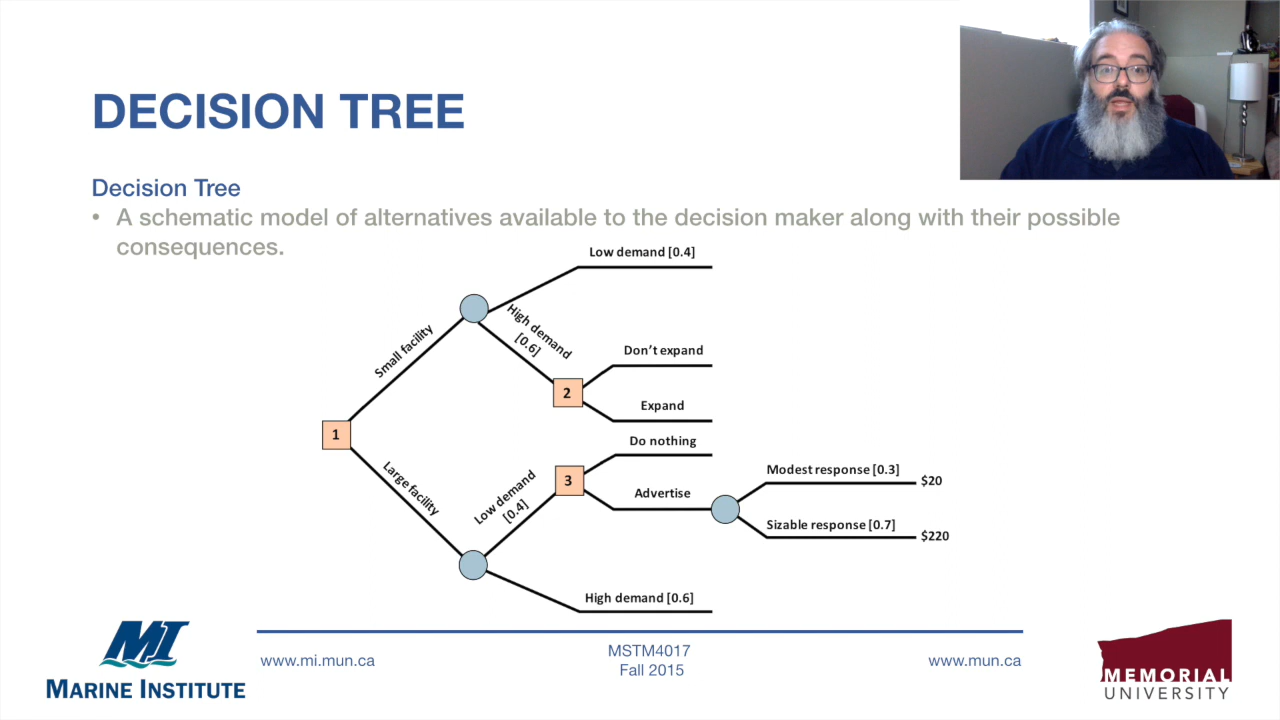 DECISION TREE
Decision Tree
• A schematic model of alternatives available to the decision maker along with their possible
consequences.
Low demand [0.4]
Small facility
High demand
[0.6]
Don't expand
2
Expand
1
Do nothing
Large facility
Low demand
[0.4]
3
Advertise
Modest response [0.3]
$20
Sizable response [0.7]
$220
High demand [0.6]
MI
MARINE INSTITUTE
www.mi.mun.ca
MSTM4017
Fall 2015
www.mun.ca
MEMORIAL
UNIVERSITY